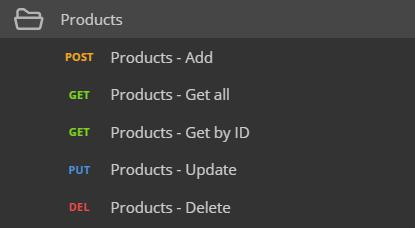 Products
POST Products - Add
GET Products - Get all
GET Products - Get by ID
PUT Products - Update
DEL Products - Delete